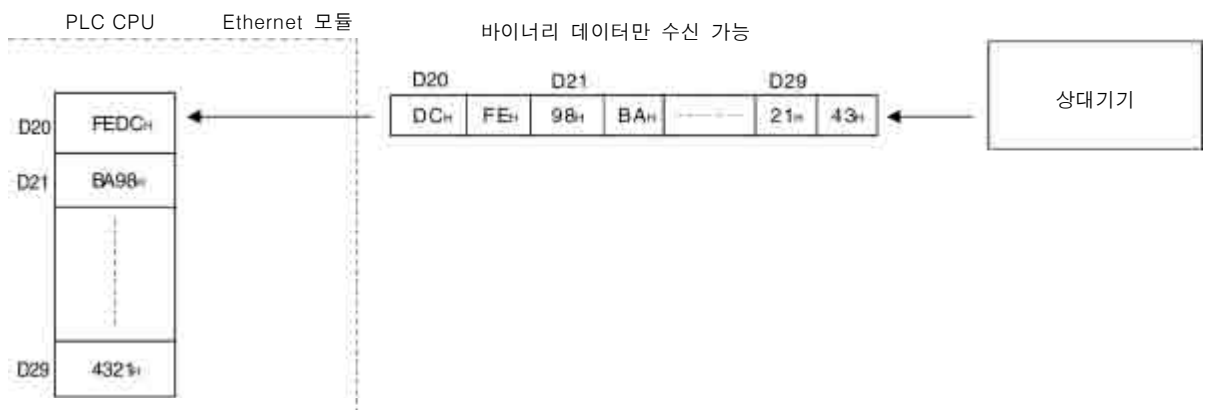 PLC CPU Ethernet 모듈 바이너리 데이터만 수신 가능
D20 D21 D29
DCH FEH 98H BAH 21H 43H
상대기기
D20 FEDCH
D21 BA98H
D29 4321H